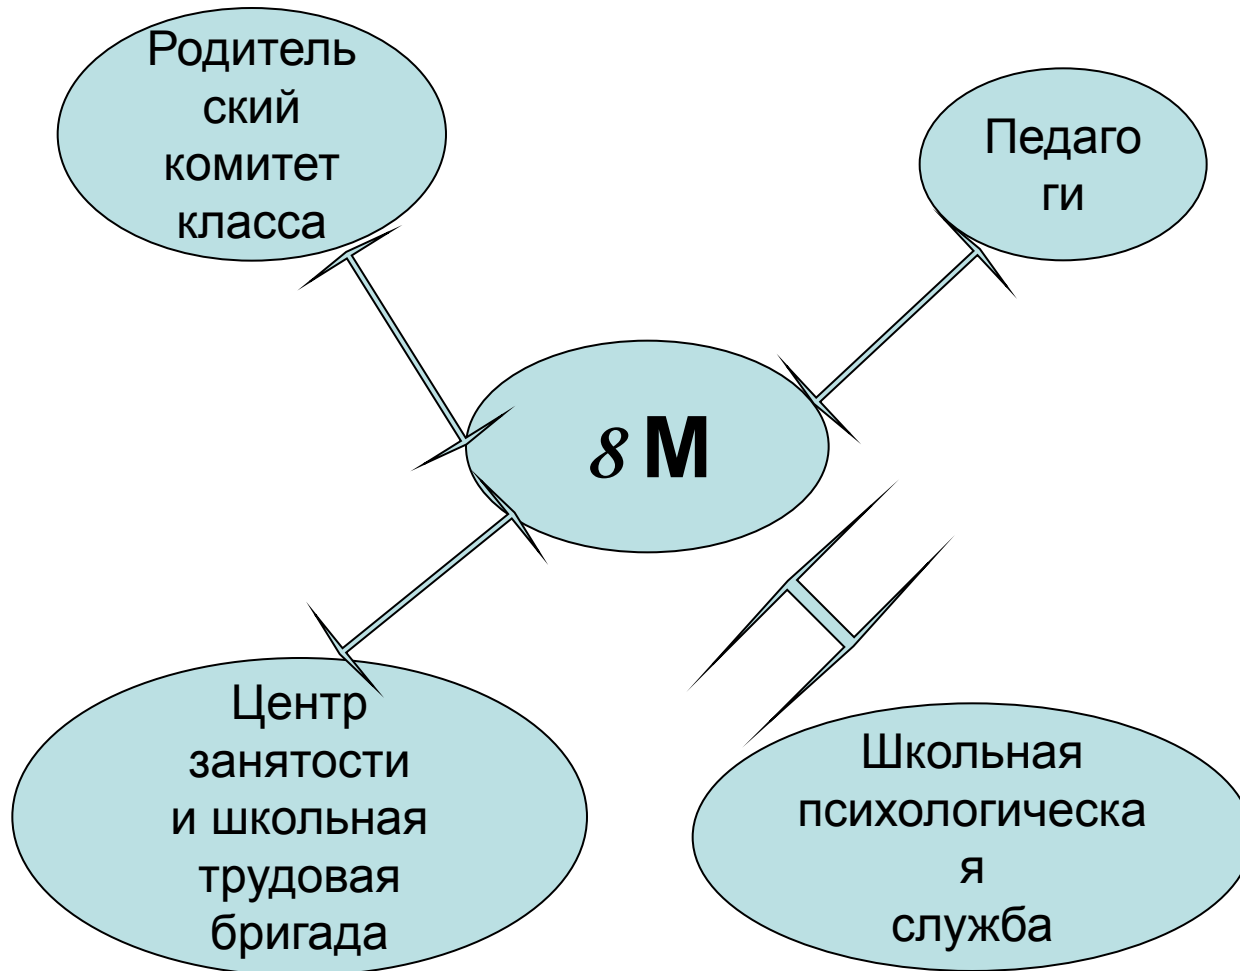 Родитель
ский
комитет
класса
Педаго
ги
8 М
Центр
занятости
и школьная
трудовая
бригада
Школьная
психологическа
я
служба